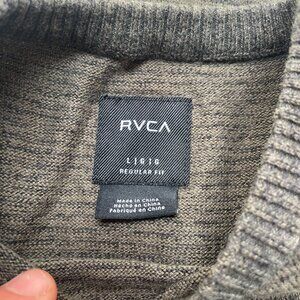 RVCA
L|G|G
REGULAR FIT
Made in China
Hecho en China
Fabriqué en Chine